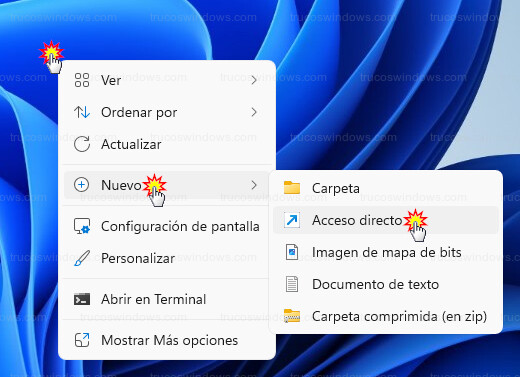 Ver
Ordenar por
Actualizar
Nuevo
Configuración de pantalla
Personalizar
Abrir en Terminal
Mostrar Más opciones
Carpeta
Acceso directo
Imagen de mapa de bits
Documento de texto
Carpeta comprimida (en zip)
trucoswindows.com